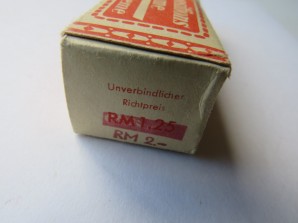 Unverbindlicher
Richtpreis
RM 1,25
RM 2-